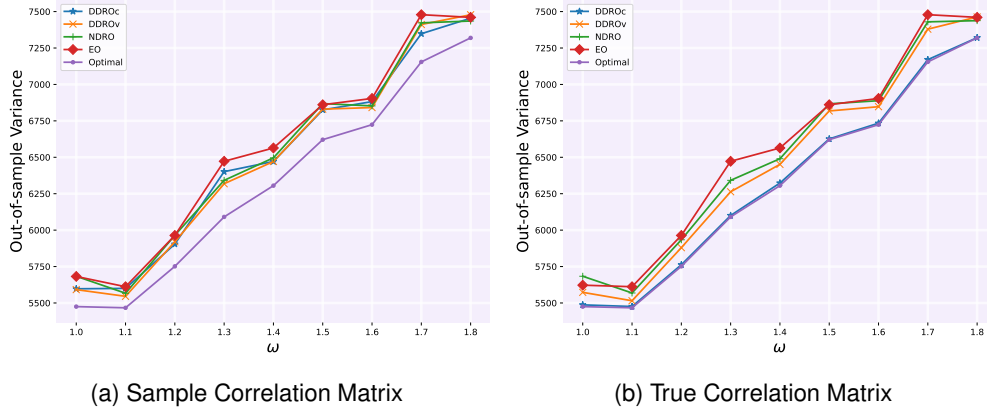 Out-of-sample Variance
7500
7250
7000
6750
6500
6250
6000
5750
5500
DDROc
DDROv
NDRO
EO
Optimal
1.0 1.1 1.2 1.3 1.4 1.5 1.6 1.7 1.8
ω
(a) Sample Correlation Matrix
Out-of-sample Variance
7500
7250
7000
6750
6500
6250
6000
5750
5500
DDROc
DDROv
NDRO
EO
Optimal
1.0 1.1 1.2 1.3 1.4 1.5 1.6 1.7 1.8
ω
(b) True Correlation Matrix